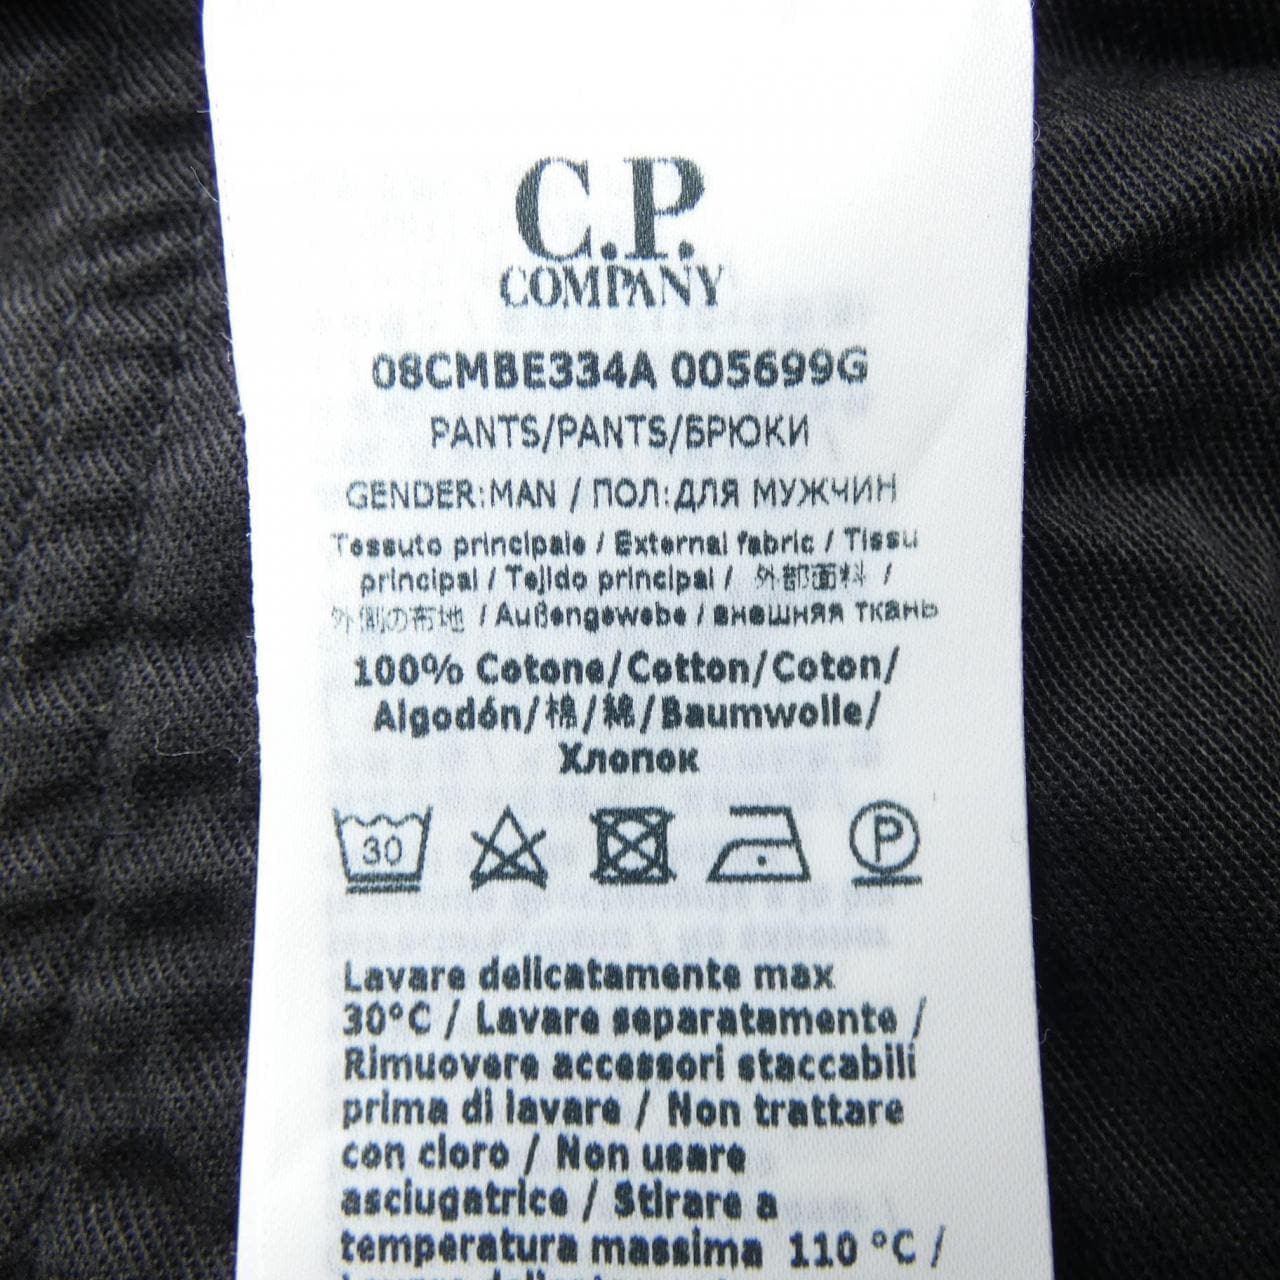 C.P.
COMPANY
08CMBE334A 005699G
PANTS/PANTS/БРЮКИ
GENDER:MAN / ПОЛ:ДЛЯ МУЖЧИН
Tessuto principale / External fabric / Tissu
principal / Tejido principal / 外部面料 /
外側の布地 / Außengewebe / внешняя ткань
100% Cotone/Cotton/Coton/
Algodón/棉/綿/Baumwolle/
Хлопок
30
P
Lavare delicatamente max
30°C / Lavare separatamente /
Rimuovere accessori staccabili
prima di lavare / Non trattare
con cloro / Non usare
asciugatrice / Stirare a
temperatura massima 110 °C /